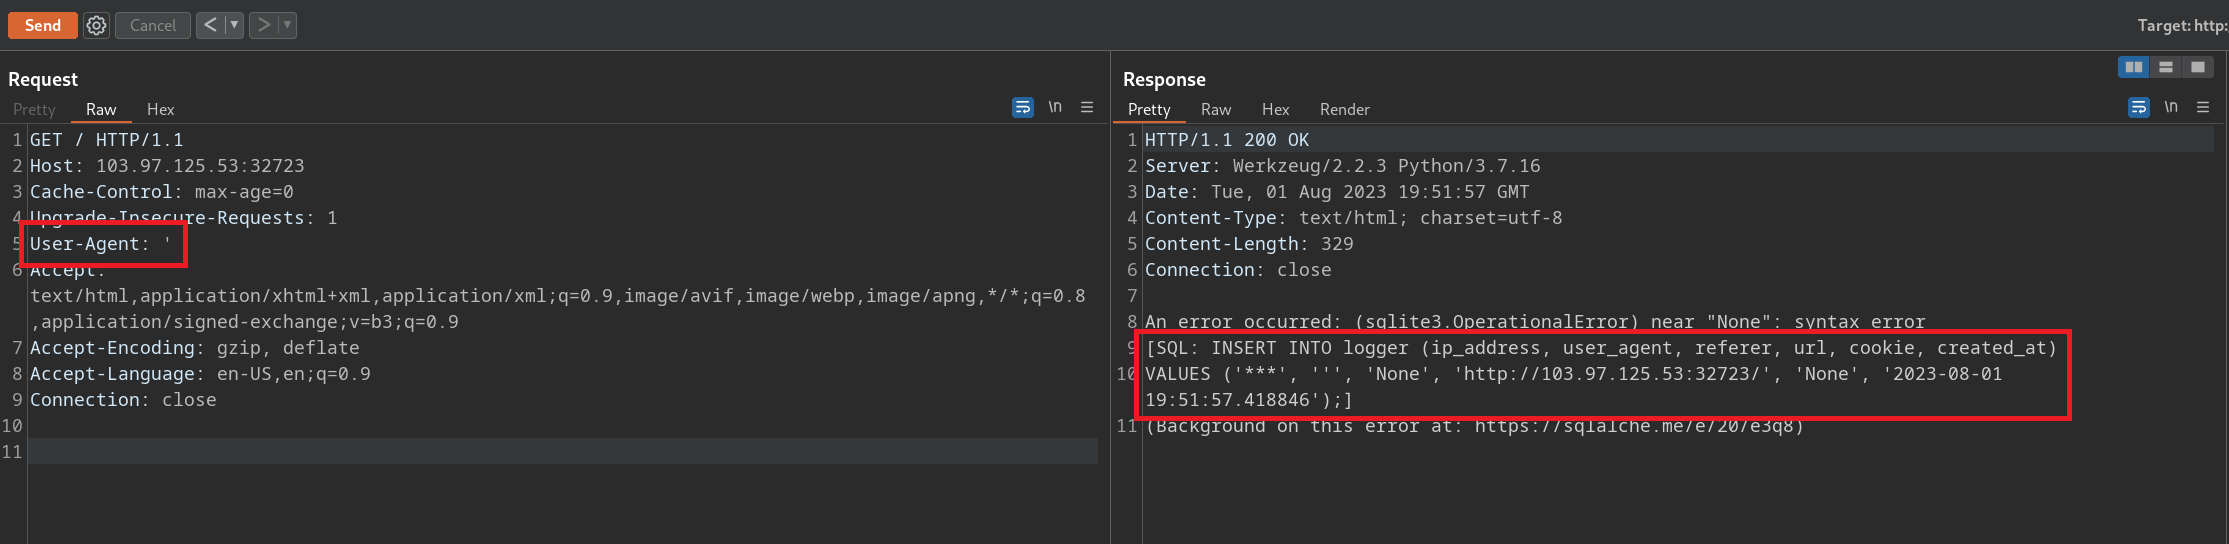 Send Cancel < ▼ > ▼ Target: http:/
Request
Pretty Raw Hex \n
1 GET / HTTP/1.1
2 Host: 103.97.125.53:32723
3 Cache-Control: max-age=0
4 Upgrade-Insecure-Requests: 1
5 User-Agent: '
6 Accept:
text/html,application/xhtml+xml,application/xml;q=0.9,image/avif,image/webp,image/apng,*/*;q=0.8
,application/signed-exchange;v=b3;q=0.9
7 Accept-Encoding: gzip, deflate
8 Accept-Language: en-US,en;q=0.9
9 Connection: close
10
11
Response
Pretty Raw Hex Render \n
1 HTTP/1.1 200 OK
2 Server: Werkzeug/2.2.3 Python/3.7.16
3 Date: Tue, 01 Aug 2023 19:51:57 GMT
4 Content-Type: text/html; charset=utf-8
5 Content-Length: 329
6 Connection: close
7
8 An error occurred: (sqlite3.OperationalError) near "None": syntax error
9 [SQL: INSERT INTO logger (ip_address, user_agent, referer, url, cookie, created_at)
10 VALUES ('***', ''', 'None', 'http://103.97.125.53:32723/', 'None', '2023-08-01
19:51:57.418846');]
11 (Background on this error at: https://sqlalche.me/e/20/e3q8)